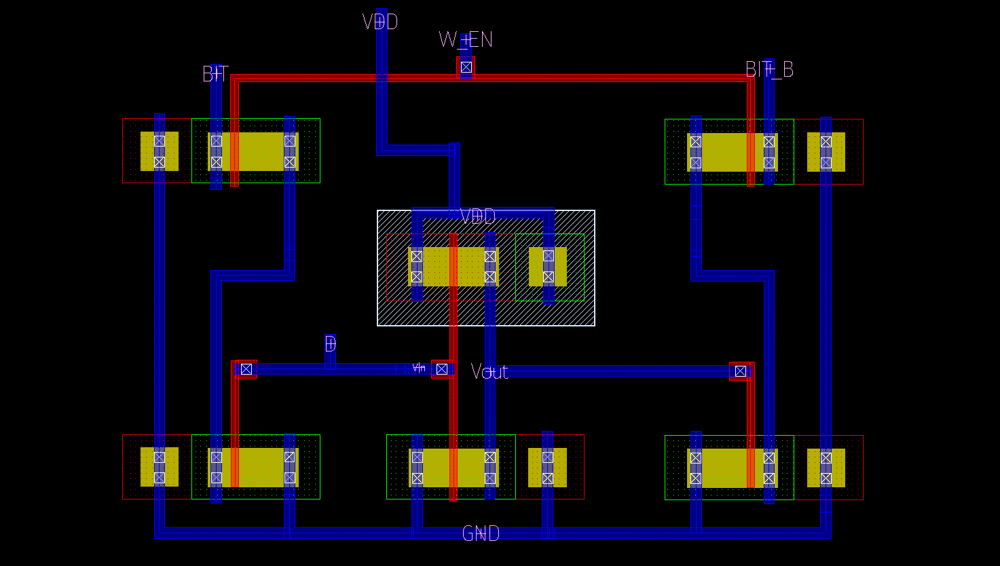 VDD
W_EN
BIT
BIT_B
VDD
D
Vin
Vout
GND